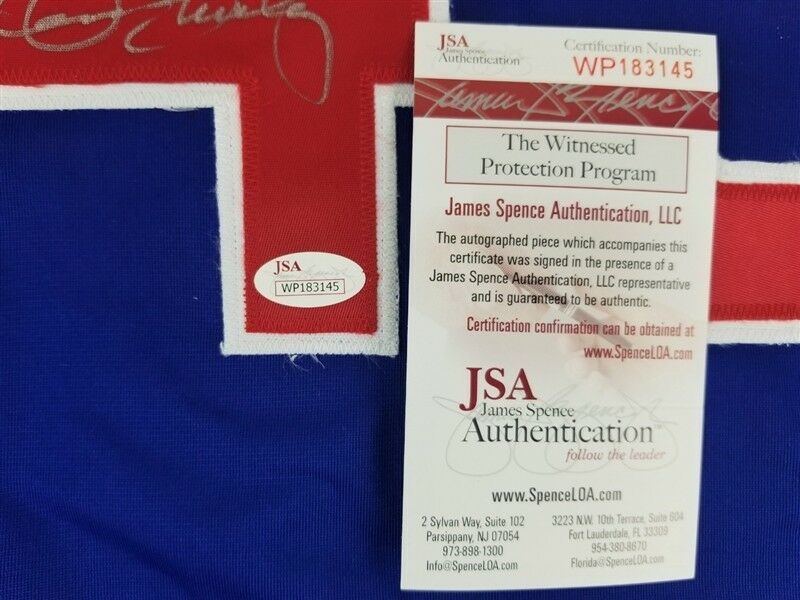 JSA
WP183145
JSA
James Spence
Authentication
Certification Number:
WP183145
The Witnessed
Protection Program
James Spence Authentication, LLC
The autographed piece which accompanies this
certificate was signed in the presence of a
James Spence Authentication, LLC representative
and is guaranteed to be authentic.
Certification confirmation can be obtained at
www.SpenceLOA.com
JSA
James Spence
Authentication™
follow the leader
www.SpenceLOA.com
2 Sylvan Way, Suite 102
Parsippany, NJ 07054
973-898-1300
Info@SpenceLOA.com
3223 N.W. 10th Terrace, Suite 604
Fort Lauderdale, FL 33309
954-380-8670
Florida@SpenceLOA.com